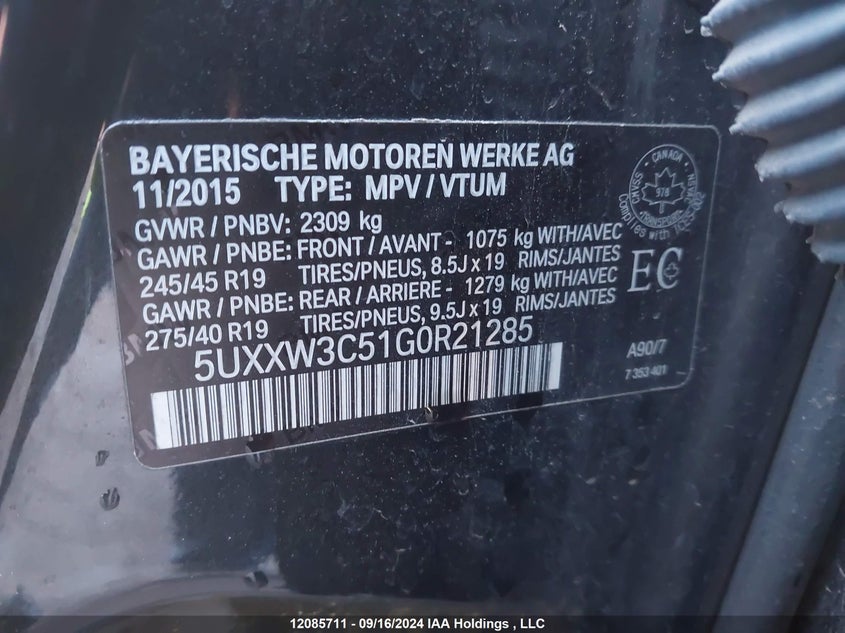 BAYERISCHE MOTOREN WERKE AG
11/2015 TYPE: MPV / VTUM
GVWR / PNBV: 2309 kg
GAWR / PNBE: FRONT / AVANT - 1075 kg WITH/AVEC
245/45 R19 TIRES/PNEUS, 8.5J x 19 RIMS/JANTES
GAWR / PNBE: REAR / ARRIERE - 1279 kg WITH/AVEC
275/40 R19 TIRES/PNEUS, 9.5J x 19 RIMS/JANTES
5UXXW3C51G0R21285
CANADA
978
TRANSPORT
EC
A90/7
7 353 401
12085711 - 09/16/2024 IAA Holdings , LLC